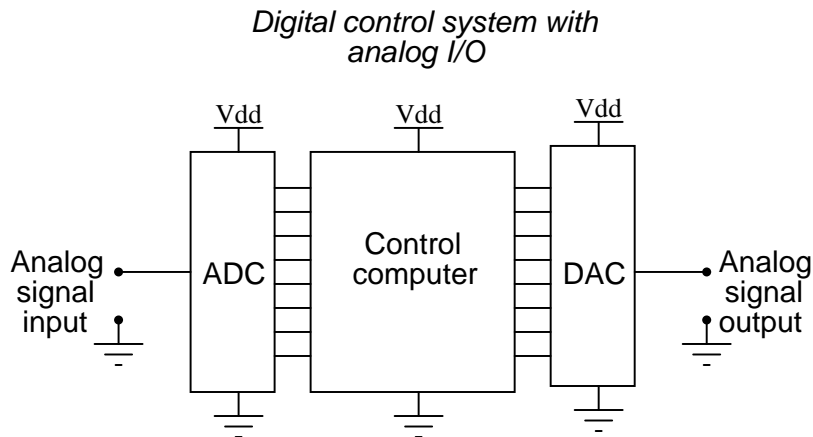 Digital control system with
analog I/O
Vdd
Vdd
Vdd
Analog
signal
input
ADC
Control
computer
DAC
Analog
signal
output